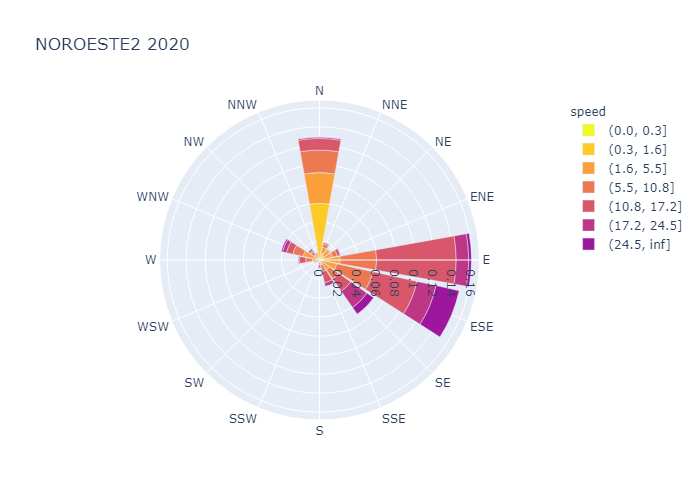 NOROESTE2 2020
N
NNE
NE
ENE
E
ESE
SE
SSE
S
SSW
SW
WSW
W
WNW
NW
NNW
0
0.02
0.04
0.06
0.08
0.1
0.12
0.14
0.16
speed
(0.0, 0.3]
(0.3, 1.6]
(1.6, 5.5]
(5.5, 10.8]
(10.8, 17.2]
(17.2, 24.5]
(24.5, inf]